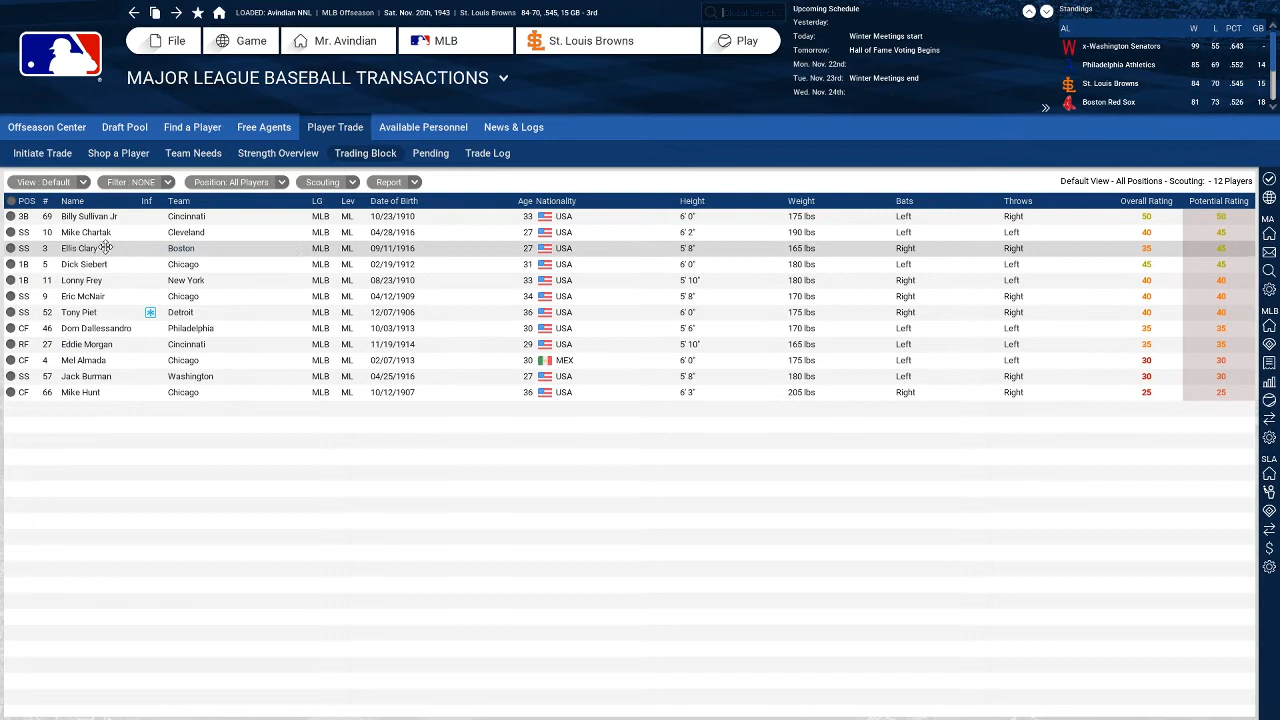 LOADED: Avindian NNL | MLB Offseason | Sat. Nov. 20th, 1943 | St. Louis Browns 84-70, .545, 15 GB - 3rd
File Game Mr. Avindian MLB St. Louis Browns Play
MAJOR LEAGUE BASEBALL TRANSACTIONS
Upcoming Schedule
Yesterday:
Today: Winter Meetings start
Tomorrow: Hall of Fame Voting Begins
Mon. Nov. 22nd:
Tue. Nov. 23rd: Winter Meetings end
Wed. Nov. 24th:
Standings
AL W L PCT GB
x-Washington Senators 99 55 .643 -
Philadelphia Athletics 85 69 .552 14
St. Louis Browns 84 70 .545 15
Boston Red Sox 81 73 .526 18
Offseason Center Draft Pool Find a Player Free Agents Player Trade Available Personnel News & Logs
Initiate Trade Shop a Player Team Needs Strength Overview Trading Block Pending Trade Log
View : Default Filter : NONE Position: All Players Scouting Report Default View - All Positions - Scouting: - 12 Players
POS # Name Inf Team LG Lev Date of Birth Age Nationality Height Weight Bats Throws Overall Rating Potential Rating
3B 69 Billy Sullivan Jr Cincinnati MLB ML 10/23/1910 33 USA 6' 0" 175 lbs Left Right 50 50
SS 10 Mike Chartak Cleveland MLB ML 04/28/1916 27 USA 6' 2" 190 lbs Left Left 40 45
SS 3 Ellis Clary Boston MLB ML 09/11/1916 27 USA 5' 8" 165 lbs Right Right 35 45
1B 5 Dick Siebert Chicago MLB ML 02/19/1912 31 USA 6' 0" 180 lbs Left Left 45 45
1B 11 Lonny Frey New York MLB ML 08/23/1910 33 USA 5' 10" 180 lbs Left Right 40 40
SS 9 Eric McNair Chicago MLB ML 04/12/1909 34 USA 5' 8" 170 lbs Right Right 40 40
SS 52 Tony Piet Detroit MLB ML 12/07/1906 36 USA 6' 0" 175 lbs Right Right 40 40
CF 46 Dom Dallessandro Philadelphia MLB ML 10/03/1913 30 USA 5' 6" 170 lbs Left Left 35 35
RF 27 Eddie Morgan Cincinnati MLB ML 11/19/1914 29 USA 5' 10" 165 lbs Left Left 35 35
CF 4 Mel Almada Chicago MLB ML 02/07/1913 30 MEX 6' 0" 175 lbs Left Left 30 30
SS 57 Jack Burman Washington MLB ML 04/25/1916 27 USA 5' 8" 180 lbs Left Right 30 30
CF 66 Mike Hunt Chicago MLB ML 10/12/1907 36 USA 6' 3" 205 lbs Right Right 25 25
MA
MLB
SLA